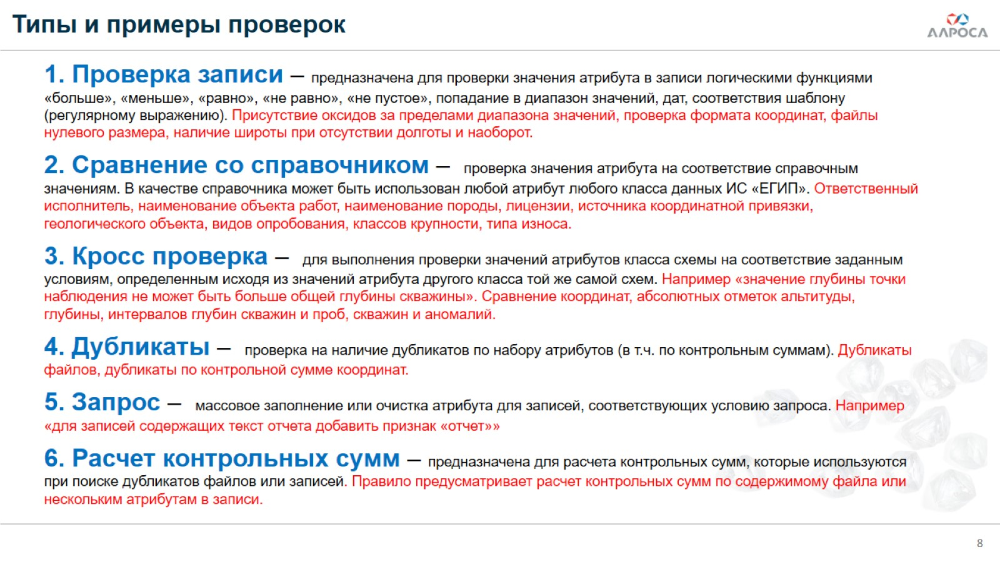 Типы и примеры проверок
АЛРОСА
1. Проверка записи — предназначена для проверки значения атрибута в записи логическими функциями
«больше», «меньше», «равно», «не равно», «не пустое», попадание в диапазон значений, дат, соответствия шаблону
(регулярному выражению). Присутствие оксидов за пределами диапазона значений, проверка формата координат, файлы
нулевого размера, наличие широты при отсутствии долготы и наоборот.
2. Сравнение со справочником — проверка значения атрибута на соответствие справочным
значениям. В качестве справочника может быть использован любой атрибут любого класса данных ИС «ЕГИП». Ответственный
исполнитель, наименование объекта работ, наименование породы, лицензии, источника координатной привязки,
геологического объекта, видов опробования, классов крупности, типа износа.
3. Кросс проверка — для выполнения проверки значений атрибутов класса схемы на соответствие заданным
условиям, определенным исходя из значений атрибута другого класса той же самой схем. Например «значение глубины точки
наблюдения не может быть больше общей глубины скважины». Сравнение координат, абсолютных отметок альтитуды,
глубины, интервалов глубин скважин и проб, скважин и аномалий.
4. Дубликаты — проверка на наличие дубликатов по набору атрибутов (в т.ч. по контрольным суммам). Дубликаты
файлов, дубликаты по контрольной сумме координат.
5. Запрос — массовое заполнение или очистка атрибута для записей, соответствующих условию запроса. Например
«для записей содержащих текст отчета добавить признак «отчет»»
6. Расчет контрольных сумм — предназначена для расчета контрольных сумм, которые используются
при поиске дубликатов файлов или записей. Правило предусматривает расчет контрольных сумм по содержимому файла или
нескольким атрибутам в записи.
8